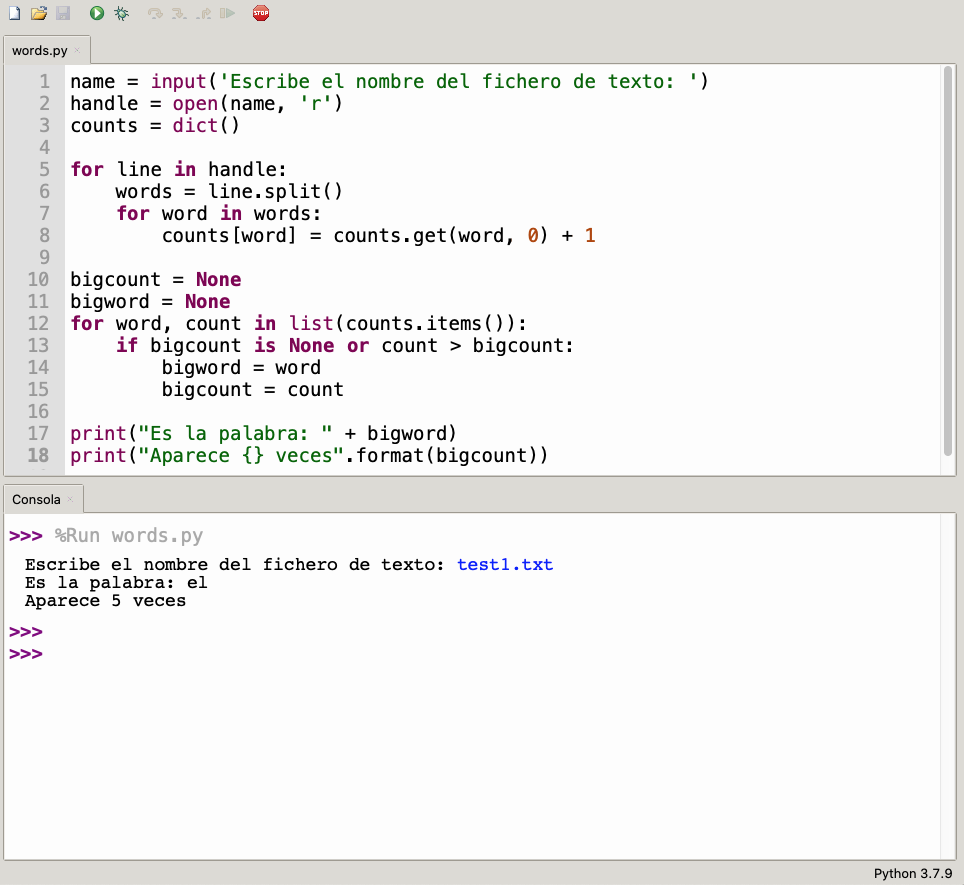 STOP
words.py
1 name = input('Escribe el nombre del fichero de texto: ')
2 handle = open(name, 'r')
3 counts = dict()
4
5 for line in handle:
6     words = line.split()
7     for word in words:
8         counts[word] = counts.get(word, 0) + 1
9
10 bigcount = None
11 bigword = None
12 for word, count in list(counts.items()):
13     if bigcount is None or count > bigcount:
14         bigword = word
15         bigcount = count
16
17 print("Es la palabra: " + bigword)
18 print("Aparece {} veces".format(bigcount))
Consola
>>> %Run words.py
Escribe el nombre del fichero de texto: test1.txt
Es la palabra: el
Aparece 5 veces
>>>
>>>
Python 3.7.9